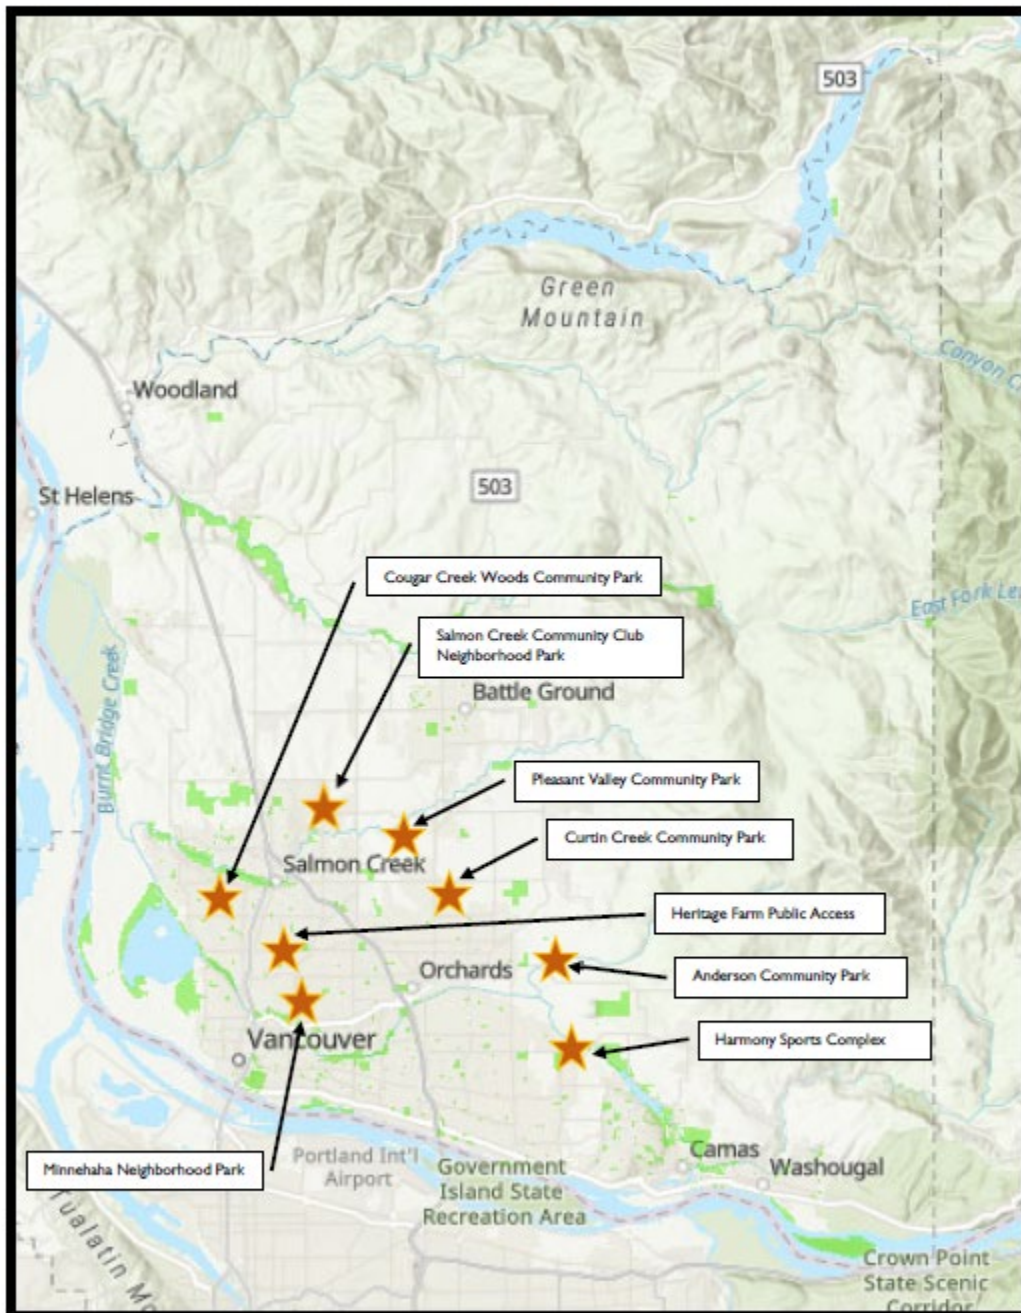 503
Green
Mountain
Canyon C
Woodland
503
St Helens
Cougar Creek Woods Community Park
East Fork Le
Salmon Creek Community Club
Neighborhood Park
Burnt Bridge Creek
Battle Ground
Pleasant Valley Community Park
Curtin Creek Community Park
Salmon Creek
Heritage Farm Public Access
Orchards
Anderson Community Park
Vancouver
Harmony Sports Complex
Minnehaha Neighborhood Park
Portland Int'l
Airport
Government
Island State
Recreation Area
Camas
Washougal
Tualatin Mo
Crown Point
State Scenic
Corridor